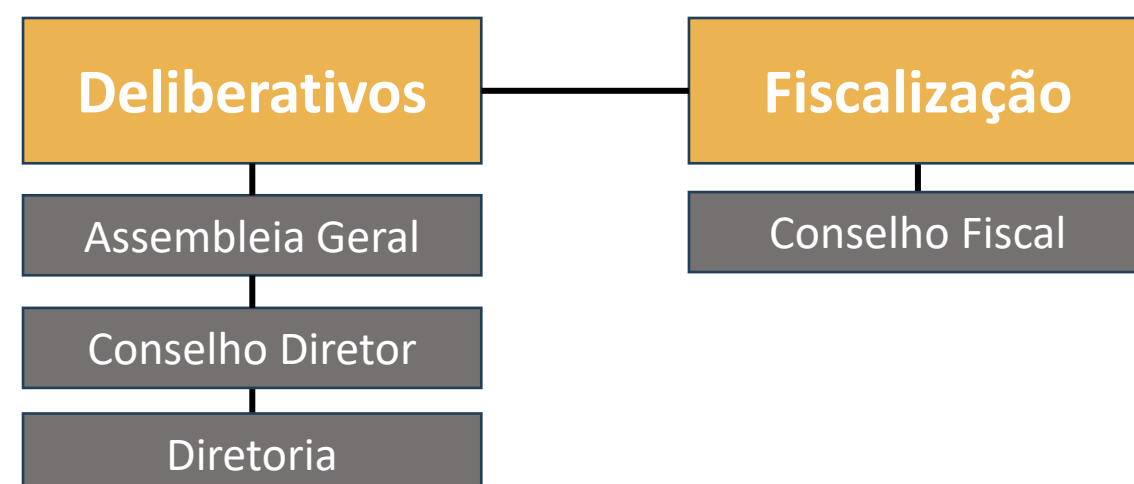 Deliberativos
Fiscalização
Assembleia Geral
Conselho Fiscal
Conselho Diretor
Diretoria